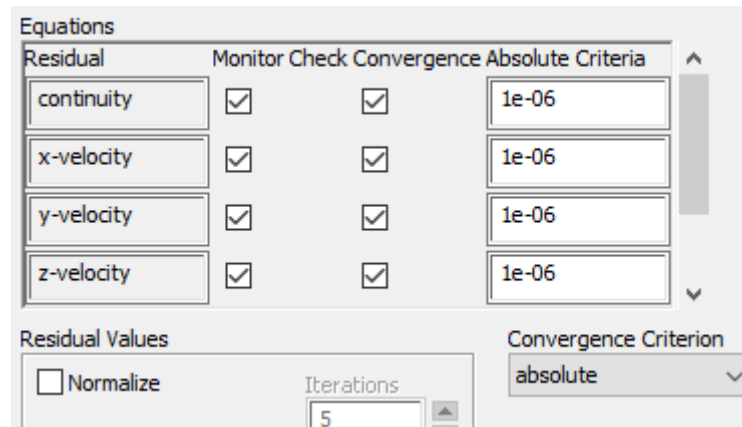 Equations
Residual Monitor Check Convergence Absolute Criteria
continuity 1e-06
x-velocity 1e-06
y-velocity 1e-06
z-velocity 1e-06
Residual Values Convergence Criterion
Normalize Iterations absolute
5